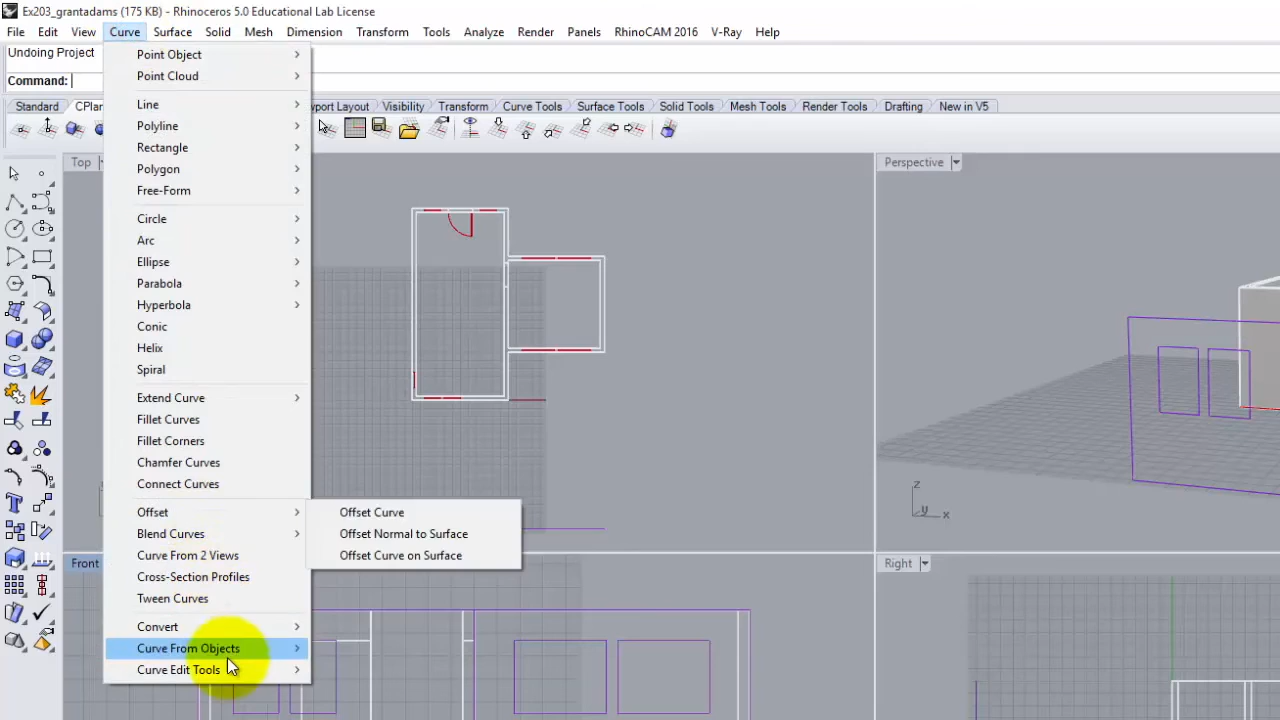 Ex203_grantadams (175 KB) - Rhinoceros 5.0 Educational Lab License
File Edit View Curve Surface Solid Mesh Dimension Transform Tools Analyze Render Panels RhinoCAM 2016 V-Ray Help
Undoing Project
Command:
Standard CPlan port Layout Visibility Transform Curve Tools Surface Tools Solid Tools Mesh Tools Render Tools Drafting New in V5
Top
Perspective
Point Object
Point Cloud
Line
Polyline
Rectangle
Polygon
Free-Form
Circle
Arc
Ellipse
Parabola
Hyperbola
Conic
Helix
Spiral
Extend Curve
Fillet Curves
Fillet Corners
Chamfer Curves
Connect Curves
Offset
Blend Curves
Curve From 2 Views
Cross-Section Profiles
Tween Curves
Convert
Curve From Objects
Curve Edit Tools
Offset Curve
Offset Normal to Surface
Offset Curve on Surface
z
y x
Front
Right